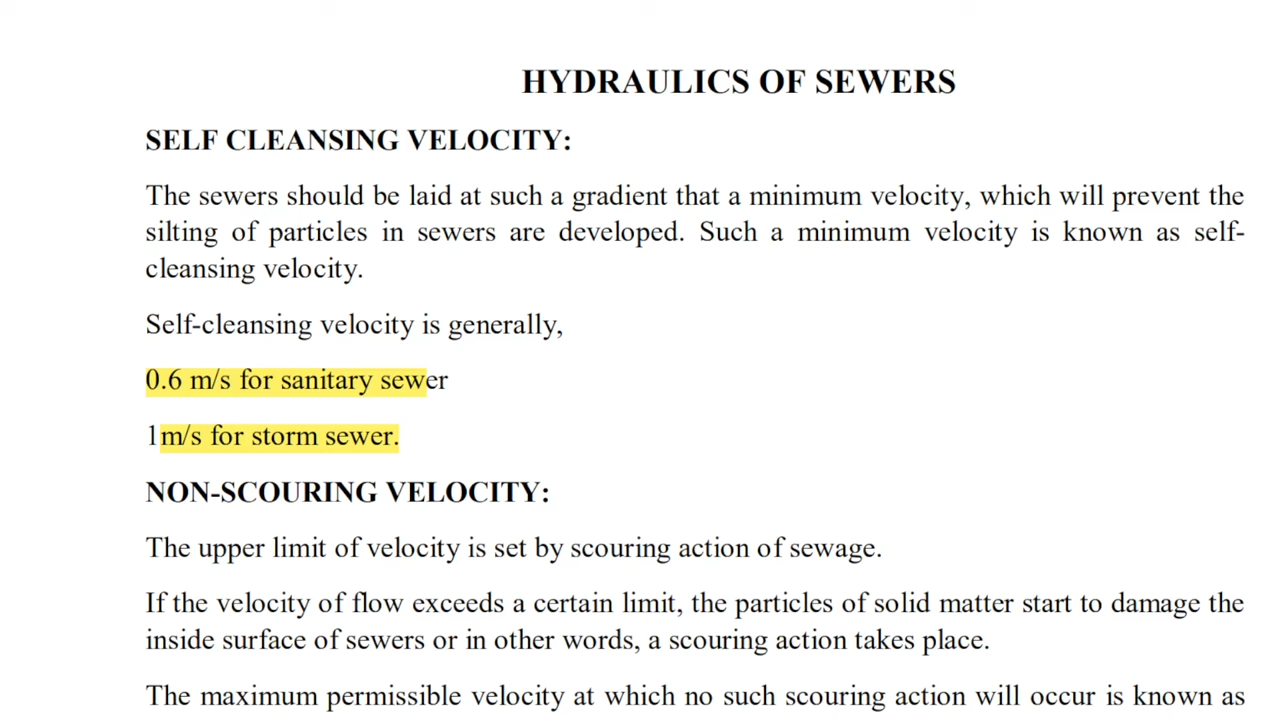 HYDRAULICS OF SEWERS
SELF CLEANSING VELOCITY:
The sewers should be laid at such a gradient that a minimum velocity, which will prevent the
silting of particles in sewers are developed. Such a minimum velocity is known as self-
cleansing velocity.
Self-cleansing velocity is generally,
0.6 m/s for sanitary sewer
1m/s for storm sewer.
NON-SCOURING VELOCITY:
The upper limit of velocity is set by scouring action of sewage.
If the velocity of flow exceeds a certain limit, the particles of solid matter start to damage the
inside surface of sewers or in other words, a scouring action takes place.
The maximum permissible velocity at which no such scouring action will occur is known as